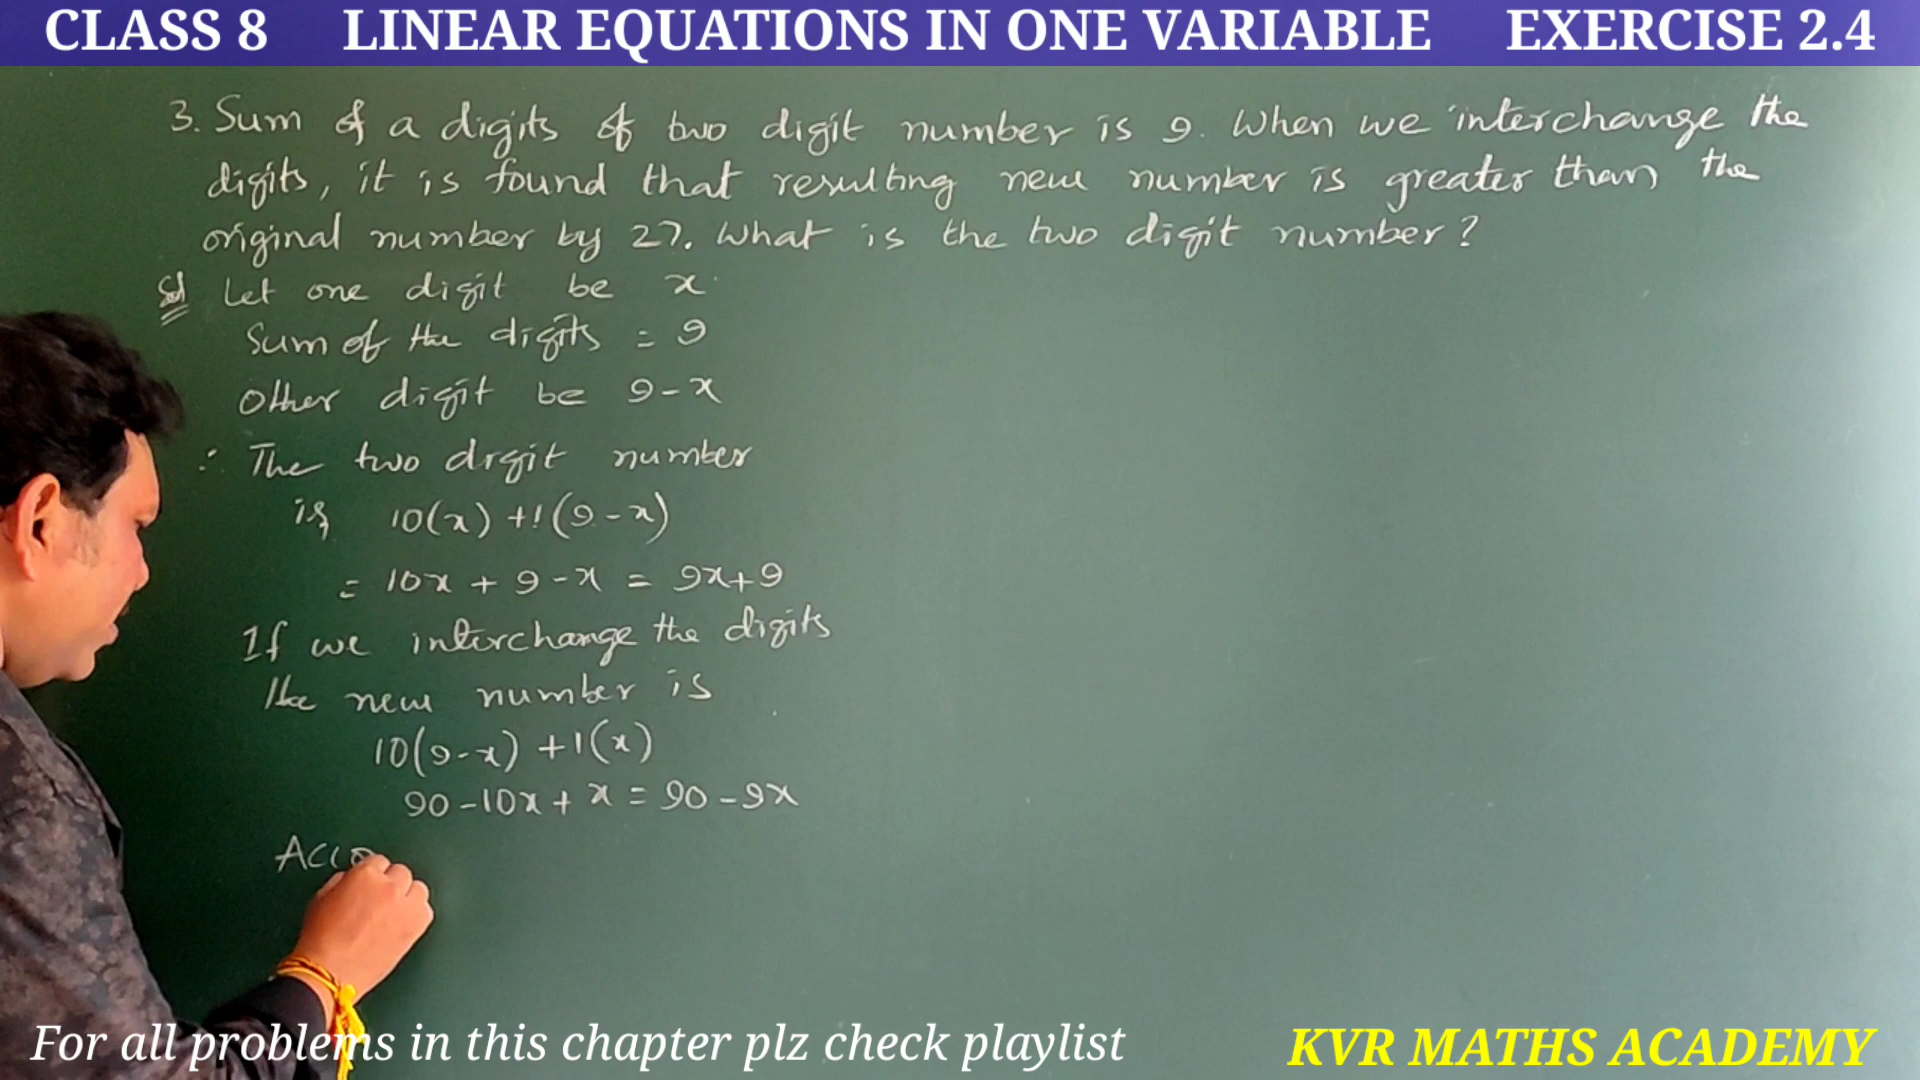 CLASS 8 LINEAR EQUATIONS IN ONE VARIABLE EXERCISE 2.4
3. Sum of a digits of two digit number is 9. When we interchange the
digits, it is found that resulting new number is greater than the
original number by 27. What is the two digit number?
Sol Let one digit be x.
Sum of the digits = 9
Other digit be 9-x
∴ The two digit number
is 10(x) +1(9-x)
= 10x + 9-x = 9x+9
If we interchange the digits
the new number is
10(9-x) +1(x)
90-10x + x = 90-9x
Acco
For all problems in this chapter plz check playlist
KVR MATHS ACADEMY